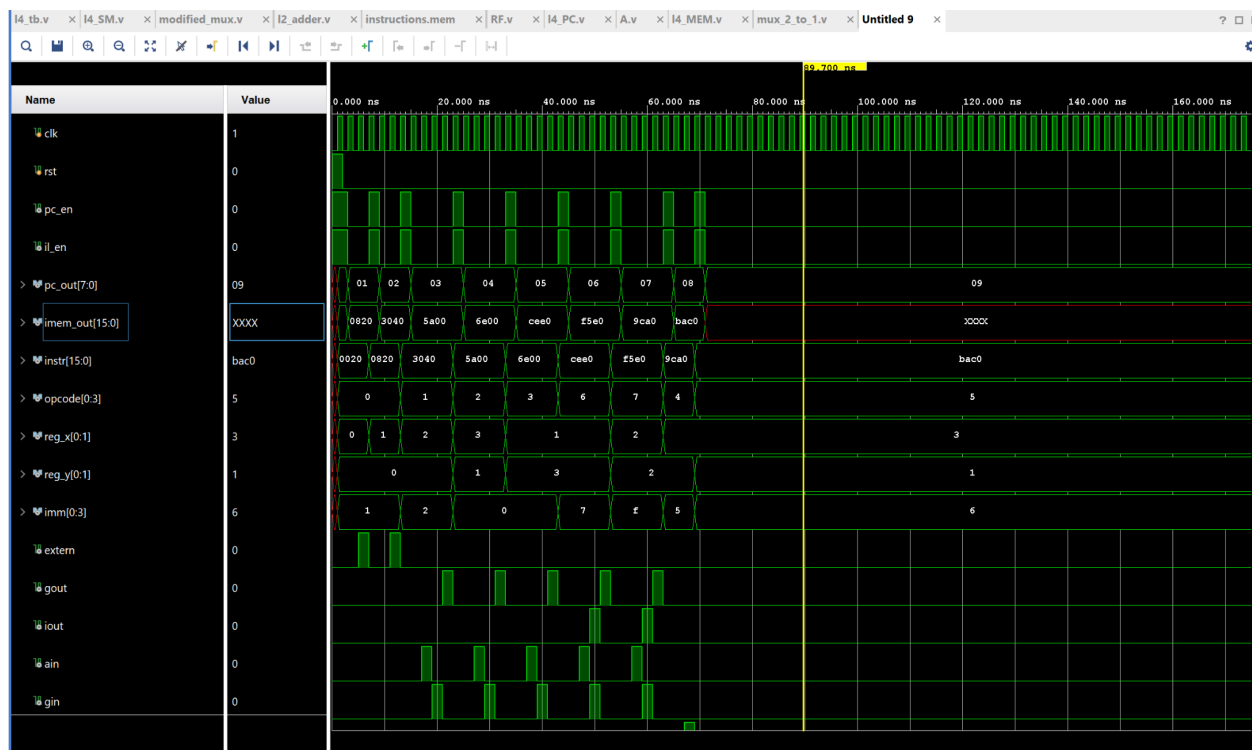 l4_tb.v × l4_SM.v × modified_mux.v × l2_adder.v × instructions.mem × RF.v × l4_PC.v × A.v × l4_MEM.v × mux_2_to_1.v × Untitled 9 ×
?
89.700 ns
Name Value 0.000 ns 20.000 ns 40.000 ns 60.000 ns 80.000 ns 100.000 ns 120.000 ns 140.000 ns 160.000 ns
clk 1
rst 0
pc_en 0
il_en 0
pc_out[7:0] 09 01 02 03 04 05 06 07 08 09
imem_out[15:0] XXXX 0820 3040 5a00 6e00 cee0 f5e0 9ca0 bac0 XXXX
instr[15:0] bac0 0020 0820 3040 5a00 6e00 cee0 f5e0 9ca0 bac0
opcode[0:3] 5 0 1 2 3 6 7 4 5
reg_x[0:1] 3 0 1 2 3 1 2 3
reg_y[0:1] 1 0 1 3 2 1
imm[0:3] 6 1 2 0 7 f 5 6
extern 0
gout 0
iout 0
ain 0
gin 0